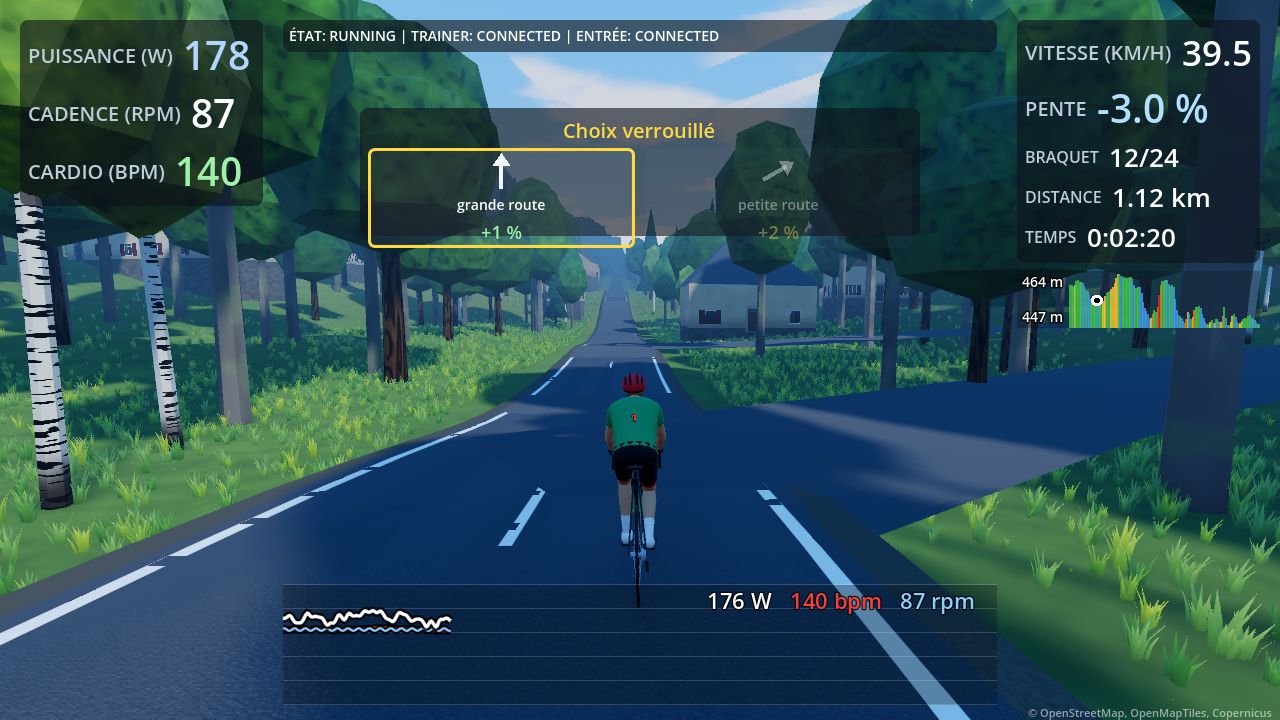 PUISSANCE (W) 178
CADENCE (RPM) 87
CARDIO (BPM) 140
ÉTAT: RUNNING | TRAINER: CONNECTED | ENTRÉE: CONNECTED
Choix verrouillé
grande route
+1 %
petite route
+2 %
VITESSE (KM/H) 39.5
PENTE -3.0 %
BRAQUET 12/24
DISTANCE 1.12 km
TEMPS 0:02:20
464 m
447 m
1
176 W 140 bpm 87 rpm
© OpenStreetMap, OpenMapTiles, Copernicus